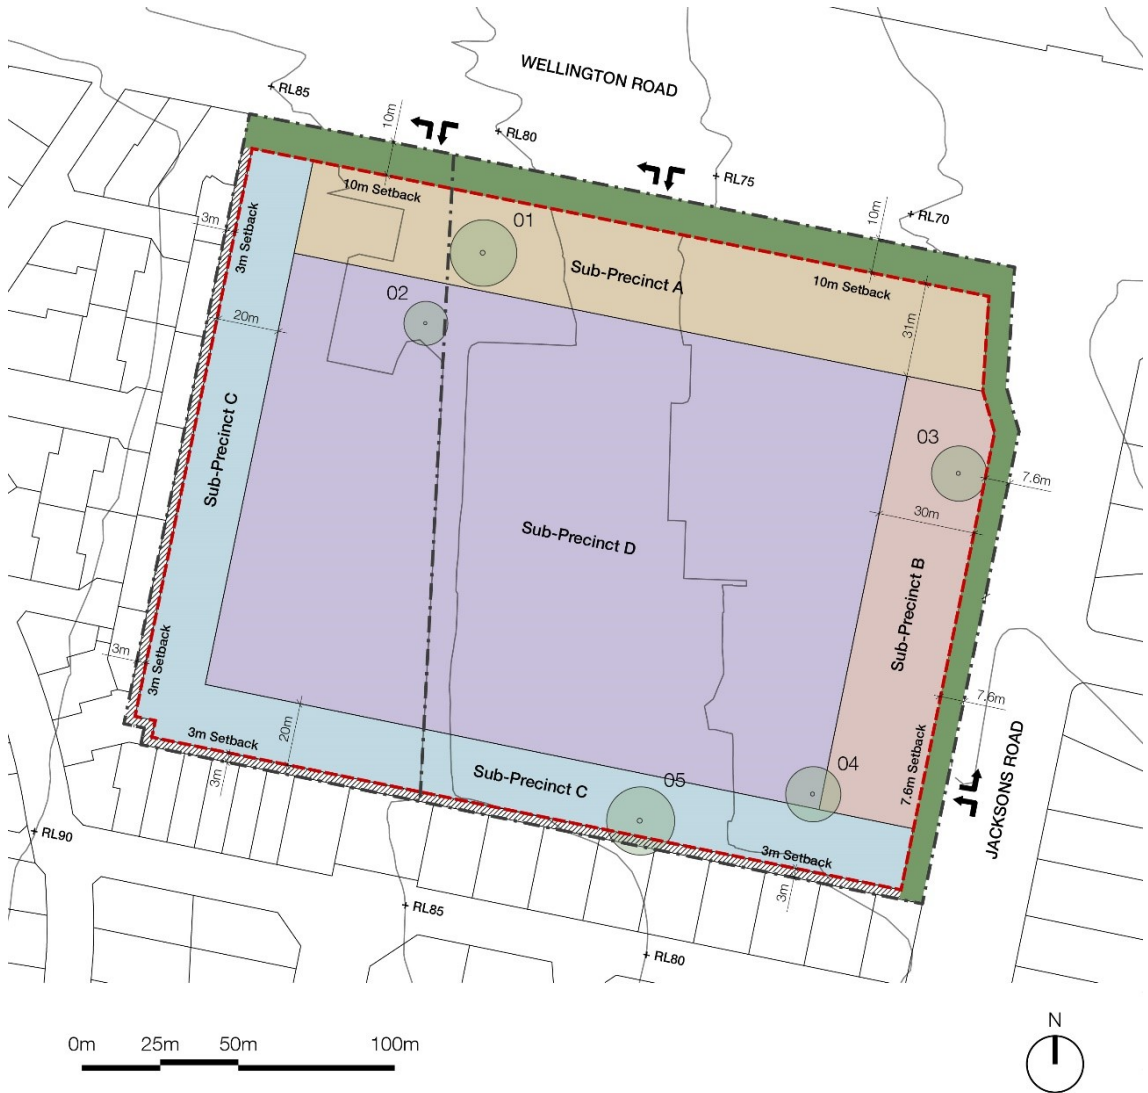 WELLINGTON ROAD
+ RL85
10m
+ RL80
+ RL75
10m
+ RL70
10m Setback
3m
3m Setback
01
Sub-Precinct A
10m Setback
31m
02
20m
Sub-Precinct C
03
7.6m
30m
Sub-Precinct D
Sub-Precinct B
3m
3m Setback
7.6m
20m
3m Setback
3m
Sub-Precinct C
05
04
7.6m Setback
JACKSONS ROAD
3m Setback
3m
+ RL90
+ RL85
+ RL80
0m 25m 50m 100m
N